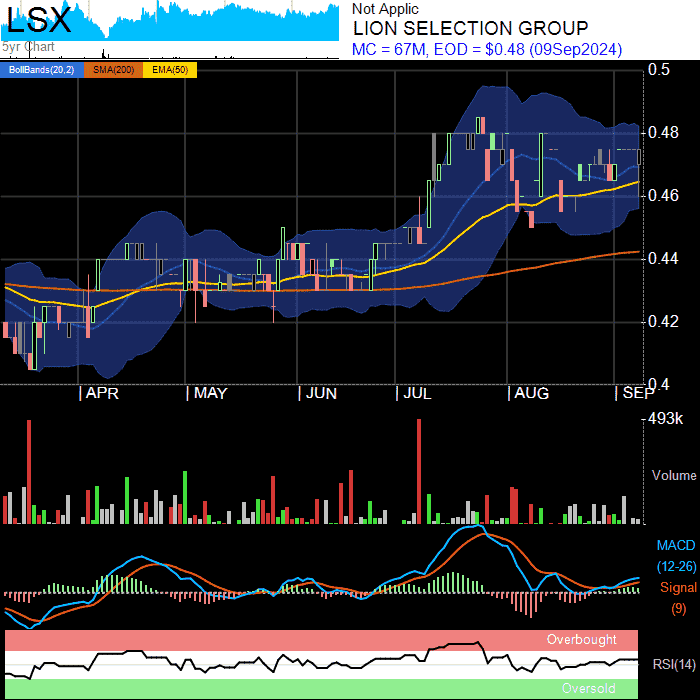 LSX
5yr Chart
Not Applic
LION SELECTION GROUP
MC = 67M, EOD = $0.48 (09Sep2024)
BollBands(20,2) SMA(200) EMA(50)
0.5
0.48
0.46
0.44
0.42
0.4
APR MAY JUN JUL AUG SEP
493k
Volume
MACD
(12-26)
Signal
(9)
Overbought
RSI(14)
Oversold